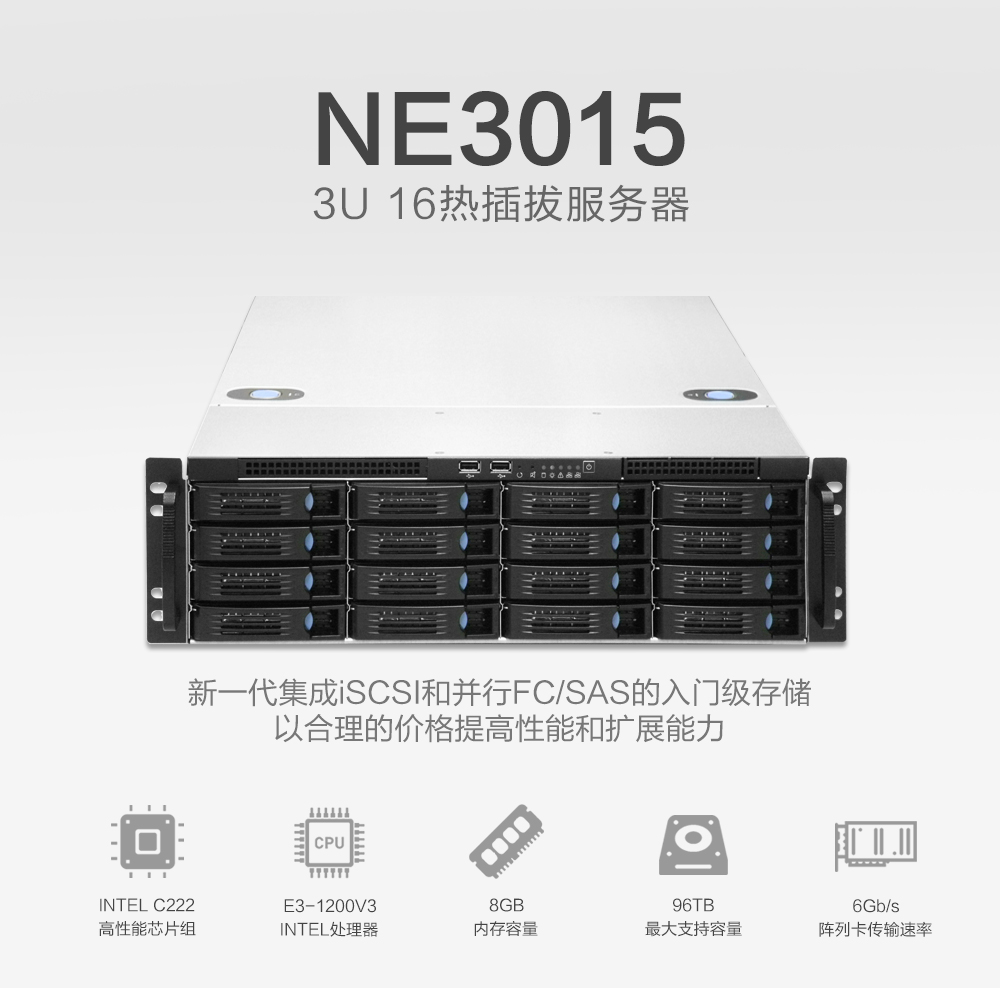 NE3015
3U 16热插拔服务器
新一代集成iSCSI和并行FC/SAS的入门级存储
以合理的价格提高性能和扩展能力
CPU
INTEL C222
高性能芯片组
E3-1200V3
INTEL处理器
8GB
内存容量
96TB
最大支持容量
6Gb/s
阵列卡传输速率